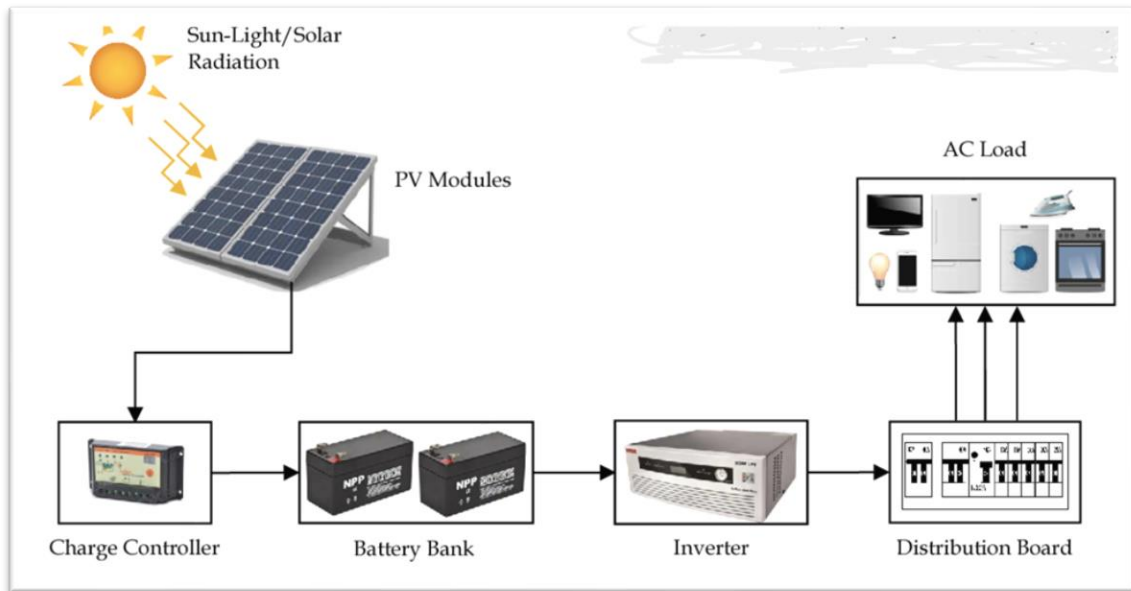 Sun-Light/Solar
Radiation
PV Modules
AC Load
NPP
NPP
Charge Controller
Battery Bank
Inverter
Distribution Board